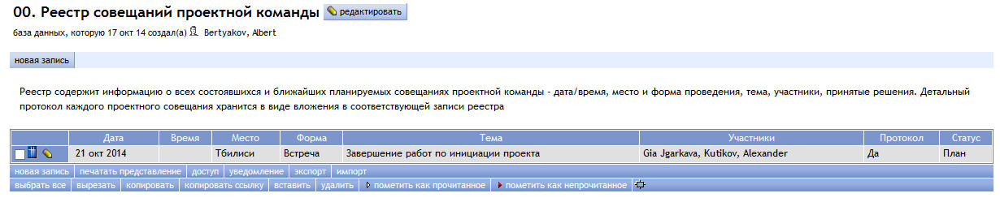 00. Реестр совещаний проектной команды редактировать
база данных, которую 17 окт 14 создал(а) Bertyakov, Albert
новая запись
Реестр содержит информацию о всех состоявшихся и ближайших планируемых совещаниях проектной команды - дата/время, место и форма проведения, тема, участники, принятые решения. Детальный
протокол каждого проектного совещания хранится в виде вложения в соответствующей записи реестра
Дата Время Место Форма Тема Участники Протокол Статус
21 окт 2014 Тбилиси Встреча Завершение работ по инициации проекта Gia Jgarkava, Kutikov, Alexander Да План
новая запись печатать представление доступ уведомление экспорт импорт
выбрать все вырезать копировать копировать ссылку вставить удалить пометить как прочитанное пометить как непрочитанное